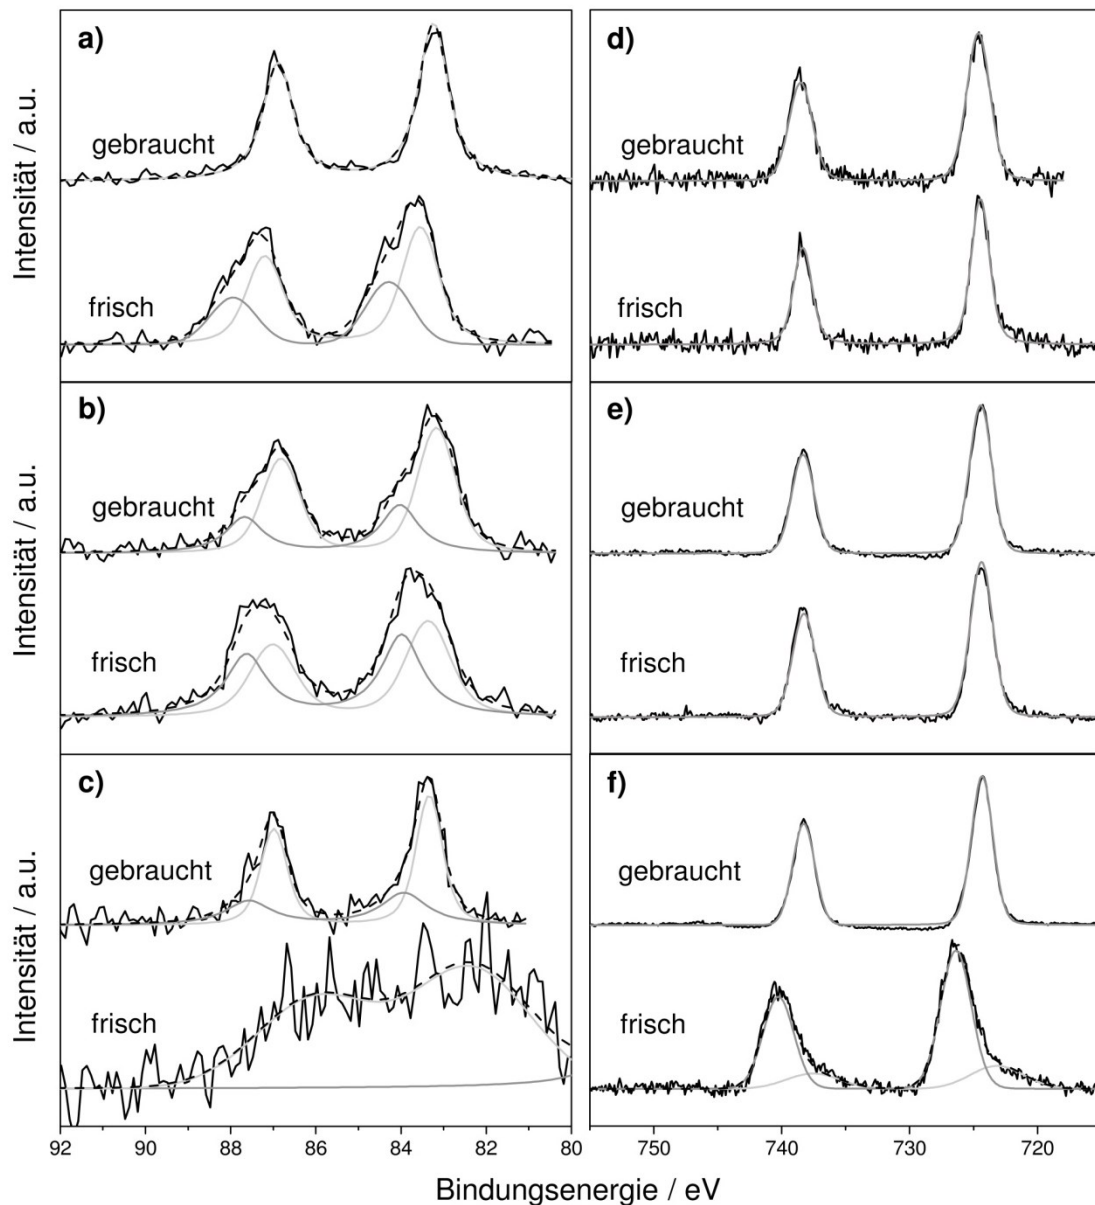 a)
gebraucht
frisch
Intensität / a.u.
d)
gebraucht
frisch
b)
gebraucht
frisch
Intensität / a.u.
e)
gebraucht
frisch
c)
gebraucht
frisch
Intensität / a.u.
f)
gebraucht
frisch
92 90 88 86 84 82 80
750 740 730 720
Bindungsenergie / eV